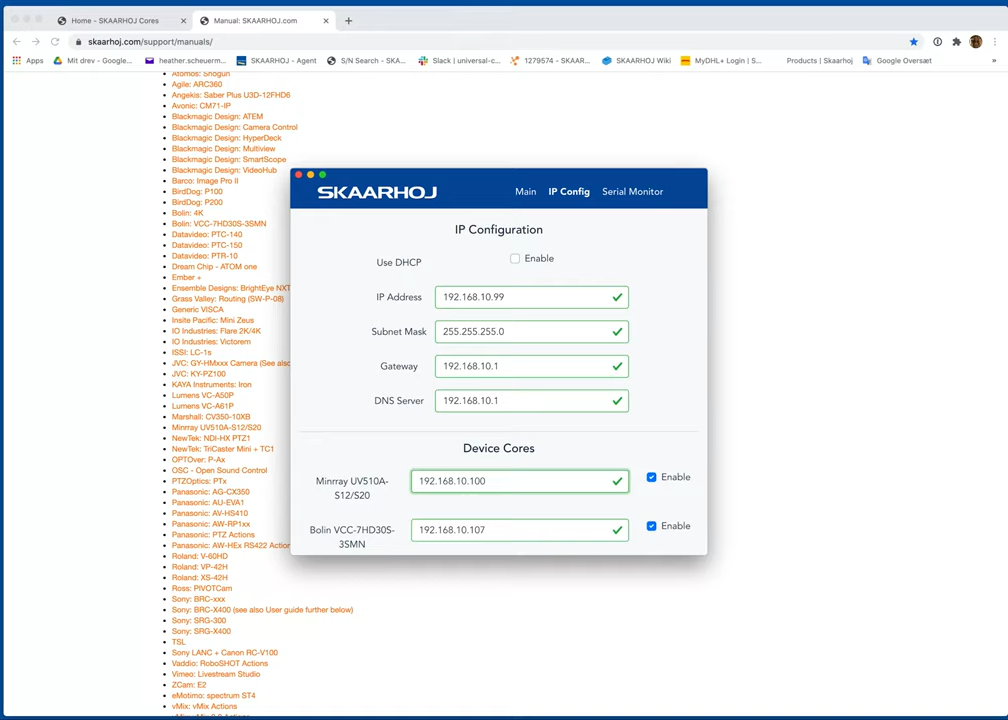 Home - SKAARHOJ Cores
Manual: SKAARHOJ.com
skaarhoj.com/support/manuals/
Apps
Mit drev - Google...
heather.scheuerm...
SKAARHOJ - Agent
S/N Search - SKA...
Slack | universal-c...
1279574 - SKAAR...
SKAARHOJ Wiki
MyDHL+ Login | S...
Products | Skaarhoj
Google Oversæt
»
Atomos: Shogun
Agile: ARC360
Angekis: Saber Plus U3D-12FHD6
Avonic: CM71-IP
Blackmagic Design: ATEM
Blackmagic Design: Camera Control
Blackmagic Design: HyperDeck
Blackmagic Design: Multiview
Blackmagic Design: SmartScope
Blackmagic Design: VideoHub
Barco: Image Pro II
BirdDog: P100
BirdDog: P200
Bolin: 4K
Bolin: VCC-7HD30S-3SMN
Datavideo: PTC-140
Datavideo: PTC-150
Datavideo: PTR-10
Dream Chip - ATOM one
Ember +
Ensemble Designs: BrightEye NXT
Grass Valley: Routing (SW-P-08)
Generic VISCA
Insite Pacific: Mini Zeus
IO Industries: Flare 2K/4K
IO Industries: Victorem
ISSI: LC-1s
JVC: GY-HMxxx Camera (See also
JVC: KY-PZ100
KAYA Instruments: Iron
Lumens VC-A50P
Lumens VC-A61P
Marshall: CV350-10XB
Minrray UV510A-S12/S20
NewTek: NDI-HX PTZ1
NewTek: TriCaster Mini + TC1
OPTOver: P-Ax
OSC - Open Sound Control
PTZOptics: PTx
Panasonic: AG-CX350
Panasonic: AU-EVA1
Panasonic: AV-HS410
Panasonic: AW-RP1xx
Panasonic: PTZ Actions
Panasonic: AW-HEx RS422 Action
Roland: V-60HD
Roland: VP-42H
Roland: XS-42H
Ross: PIVOTCam
Sony: BRC-xxx
Sony: BRC-X400 (see also User guide further below)
Sony: SRG-300
Sony: SRG-X400
TSL
Sony LANC + Canon RC-V100
Vaddio: RoboSHOT Actions
Vimeo: Livestream Studio
ZCam: E2
eMotimo: spectrum ST4
vMix: vMix Actions
SKAARHOJ
Main
IP Config
Serial Monitor
IP Configuration
Use DHCP
Enable
IP Address
192.168.10.99
Subnet Mask
255.255.255.0
Gateway
192.168.10.1
DNS Server
192.168.10.1
Device Cores
Minrray UV510A-
S12/S20
192.168.10.100
Enable
Bolin VCC-7HD30S-
3SMN
192.168.10.107
Enable